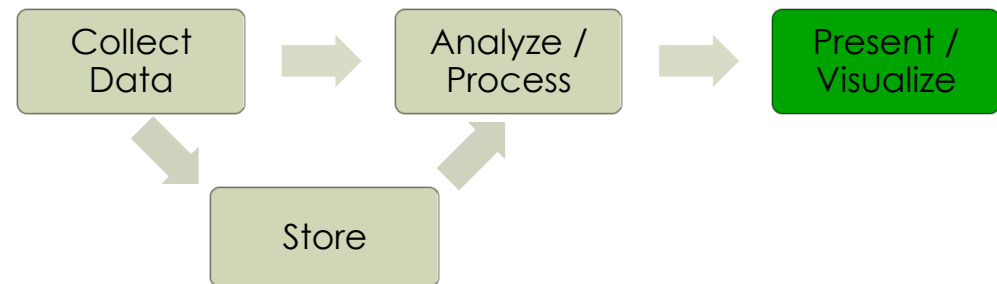 Collect
Data
Analyze /
Process
Present /
Visualize
Store